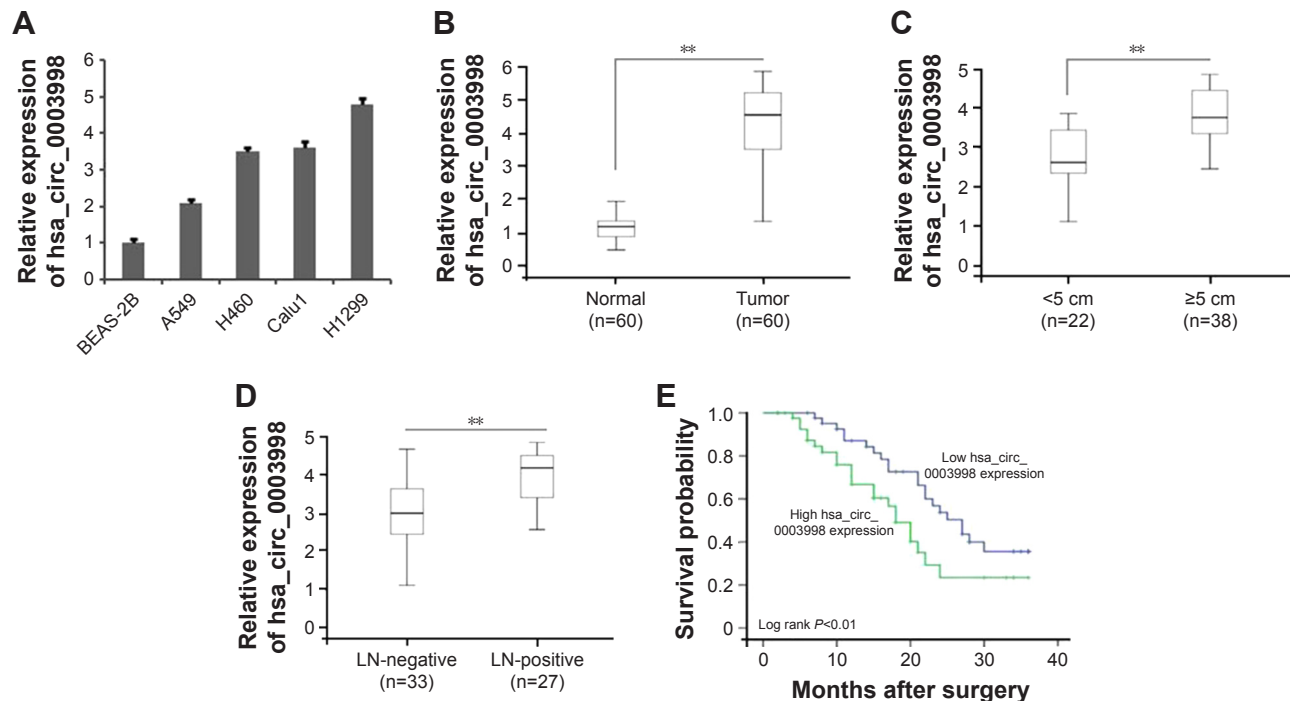 A
Relative expression
of hsa_circ_0003998
6
5
4
3
2
1
0
BEAS-2B
A549
H460
Calu1
H1299
B
Relative expression
of hsa_circ_0003998
6
5
4
3
2
1
0
**
Normal
(n=60)
Tumor
(n=60)
C
Relative expression
of hsa_circ_0003998
5
4
3
2
1
0
**
<5 cm
(n=22)
≥5 cm
(n=38)
D
Relative expression
of hsa_circ_0003998
5
4
3
2
1
0
**
LN-negative
(n=33)
LN-positive
(n=27)
E
Survival probability
1.0
0.8
0.6
0.4
0.2
0
Low hsa_circ_
0003998 expression
High hsa_circ_
0003998 expression
Log rank P<0.01
0
10
20
30
40
Months after surgery